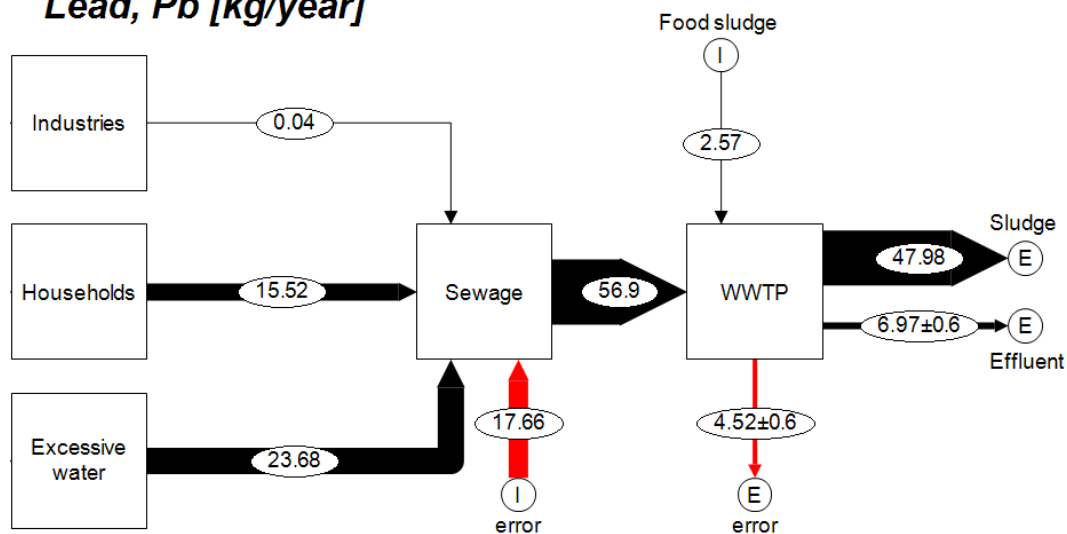 Lead, Pb [kg/year]
Food sludge
I
Industries
0.04
2.57
Sludge
47.98
E
Households
15.52
Sewage
56.9
WWTP
6.97±0.6
E
Effluent
17.66
4.52±0.6
Excessive
water
23.68
I
error
E
error